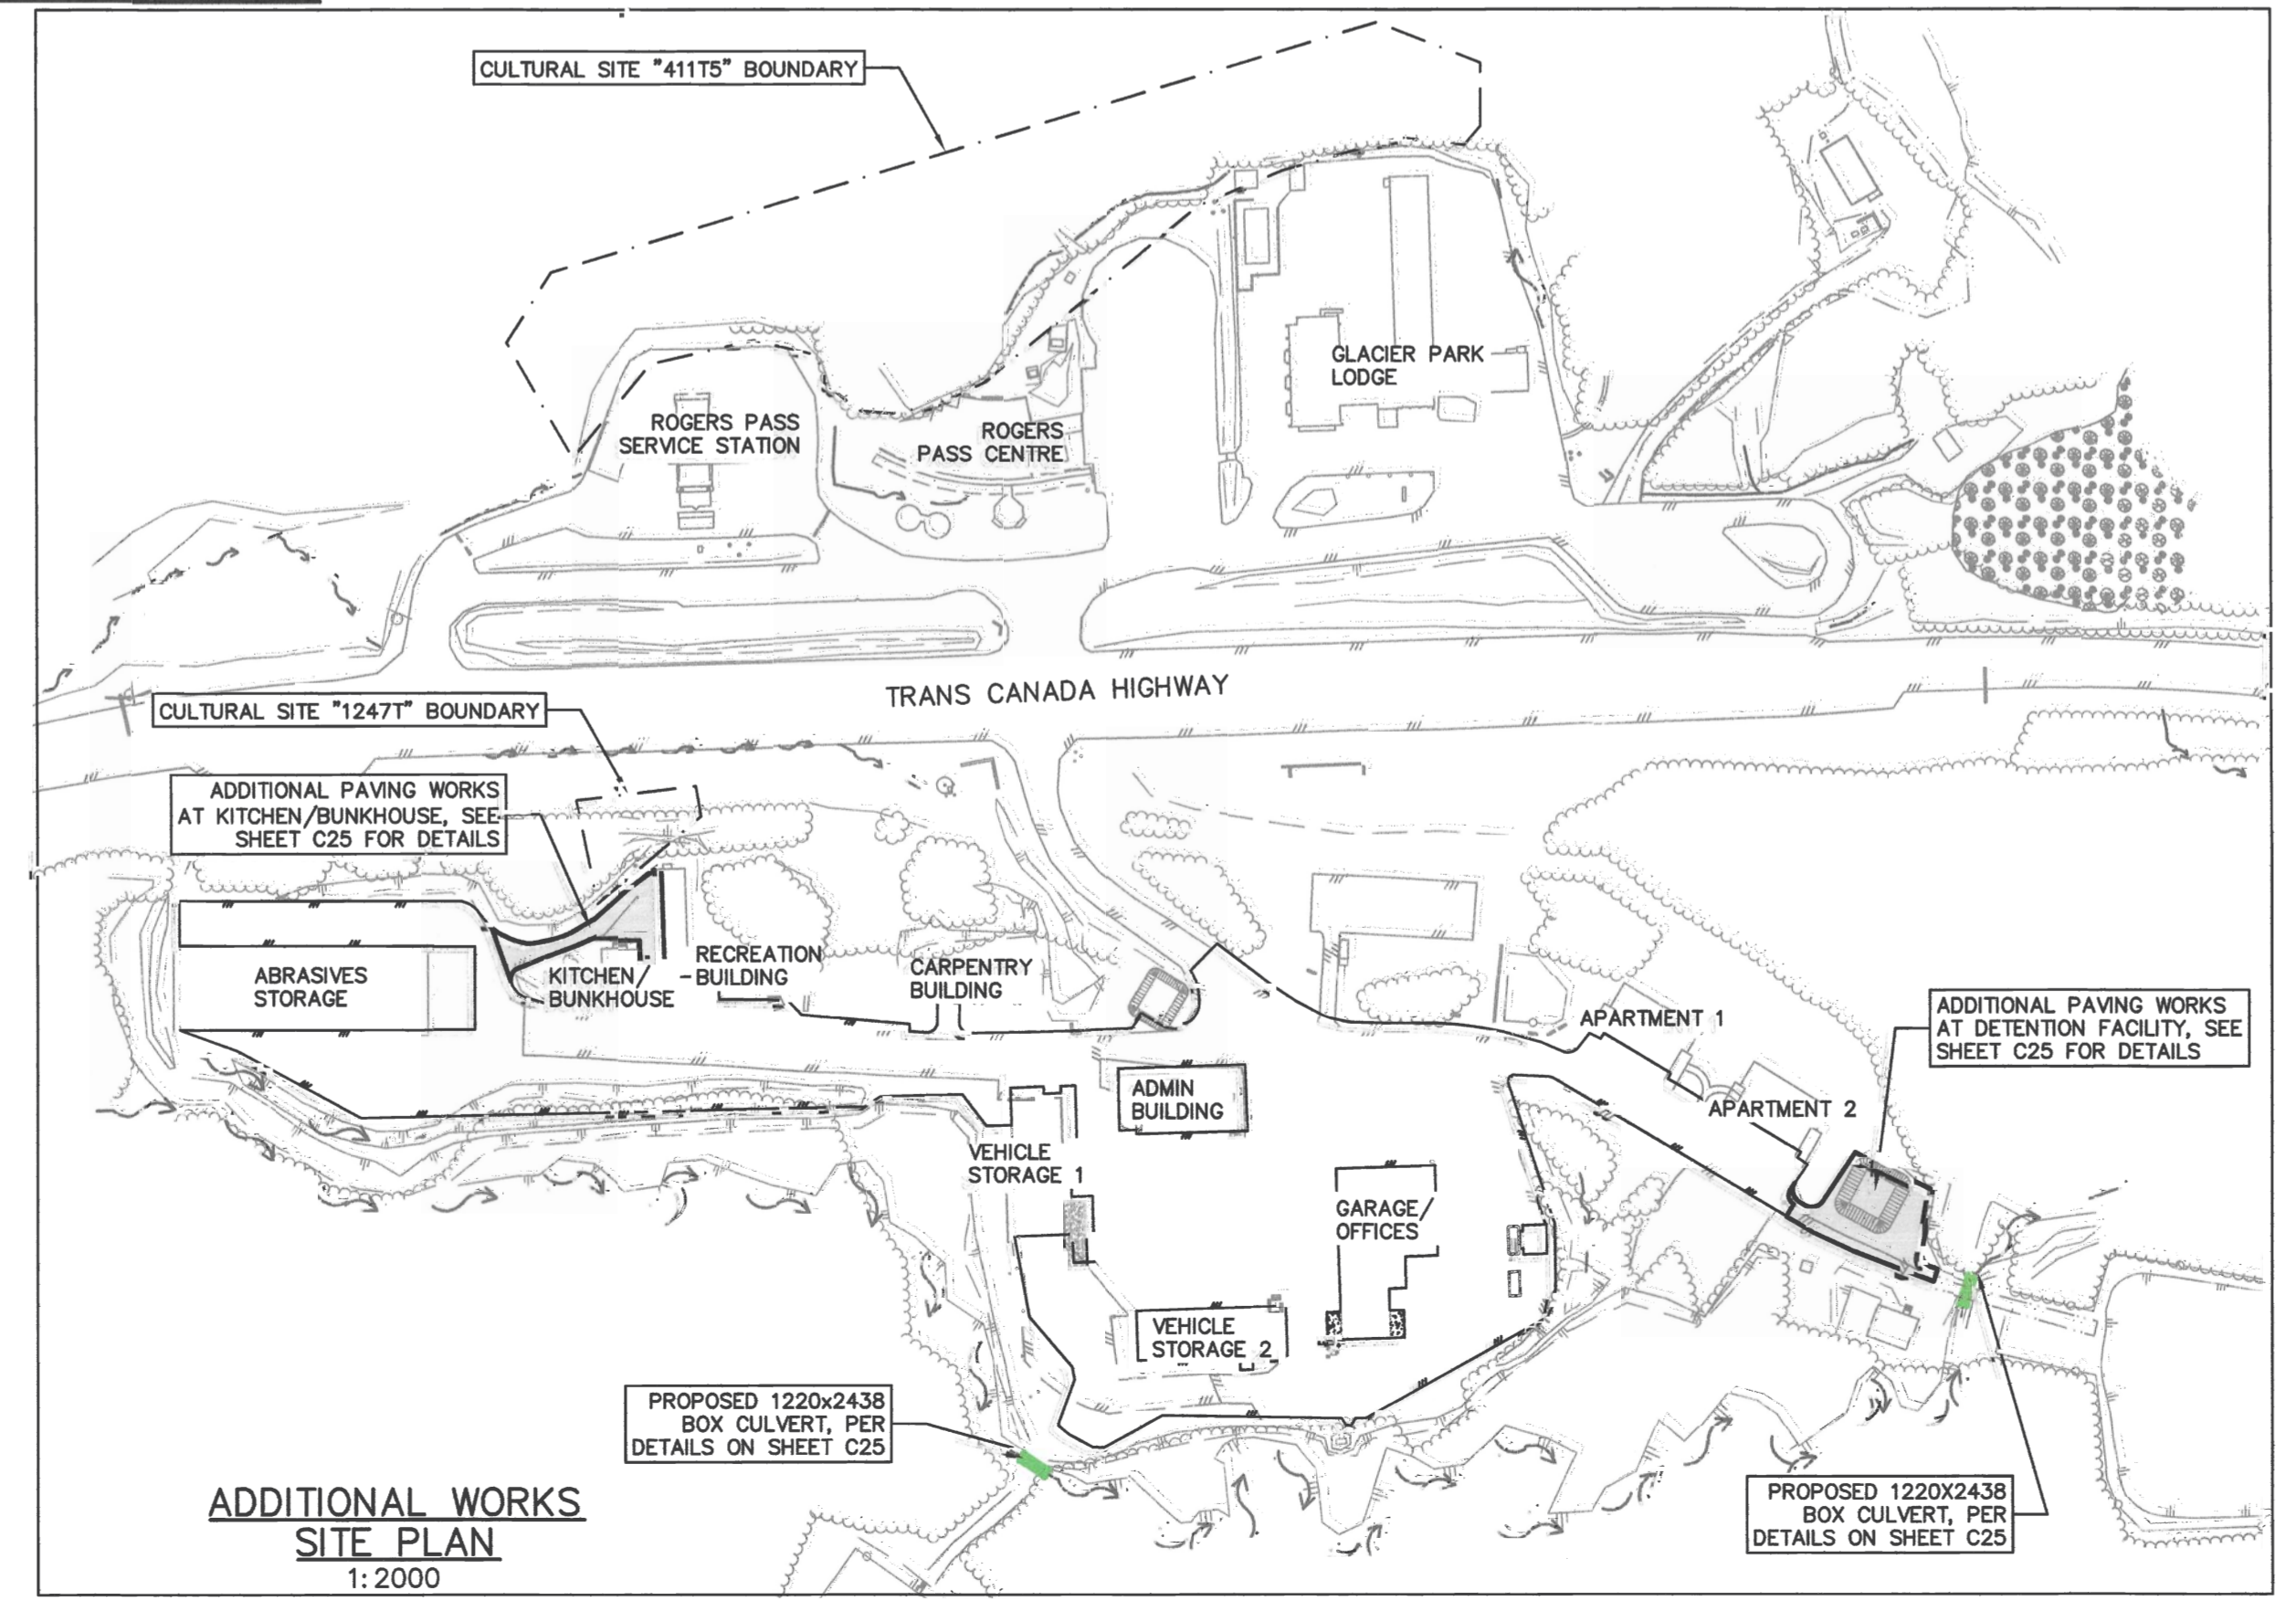 CULTURAL SITE "411T5" BOUNDARY
GLACIER PARK
LODGE
ROGERS PASS
SERVICE STATION
ROGERS
PASS CENTRE
TRANS CANADA HIGHWAY
CULTURAL SITE "1247T" BOUNDARY
ADDITIONAL PAVING WORKS
AT KITCHEN/BUNKHOUSE, SEE
SHEET C25 FOR DETAILS
ABRASIVES
STORAGE
KITCHEN/
BUNKHOUSE
RECREATION
BUILDING
CARPENTRY
BUILDING
APARTMENT 1
ADDITIONAL PAVING WORKS
AT DETENTION FACILITY, SEE
SHEET C25 FOR DETAILS
ADMIN
BUILDING
APARTMENT 2
VEHICLE
STORAGE 1
GARAGE/
OFFICES
VEHICLE
STORAGE 2
PROPOSED 1220x2438
BOX CULVERT, PER
DETAILS ON SHEET C25
PROPOSED 1220X2438
BOX CULVERT, PER
DETAILS ON SHEET C25
ADDITIONAL WORKS
SITE PLAN
1:2000